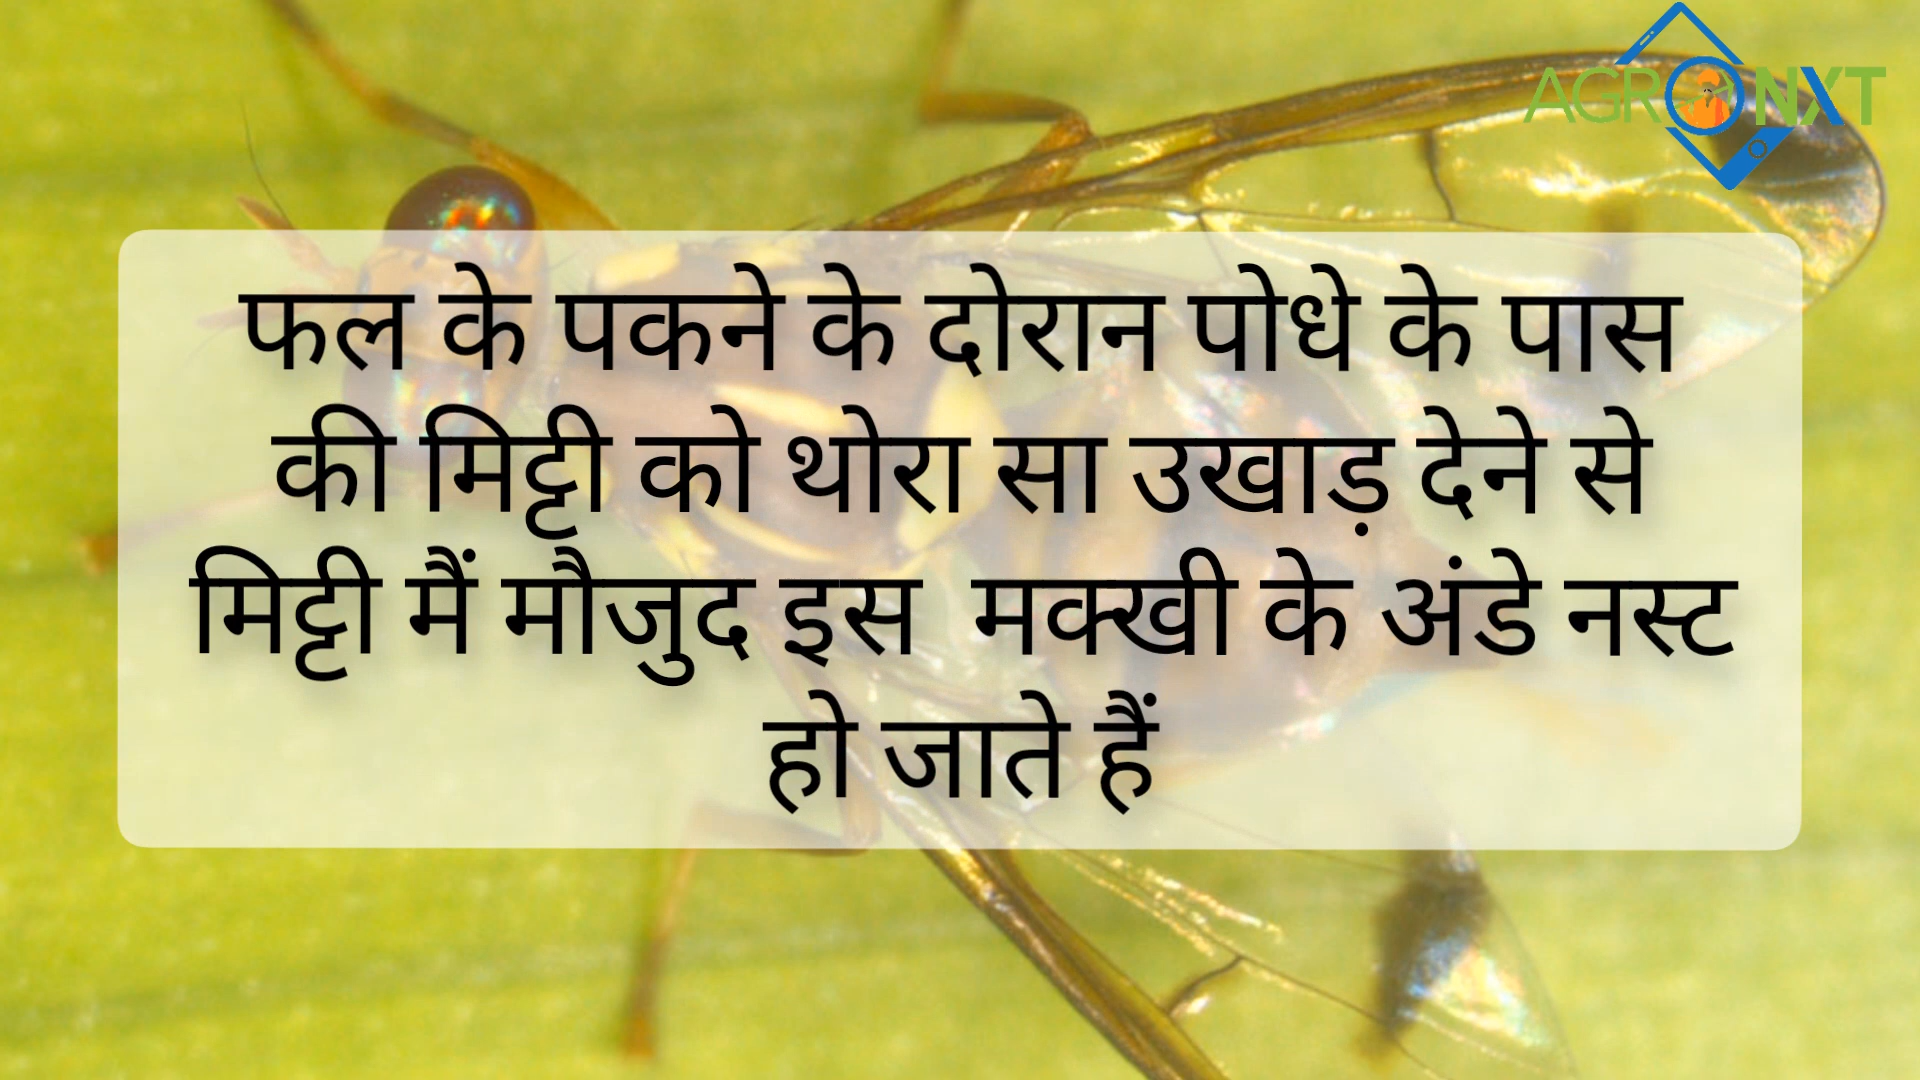 AGRONXT
फल के पकने के दोरान पोधे के पास
की मिट्टी को थोरा सा उखाड़ देने से
मिट्टी मैं मौजुद इस मक्खी के अंडे नस्ट
हो जाते हैं